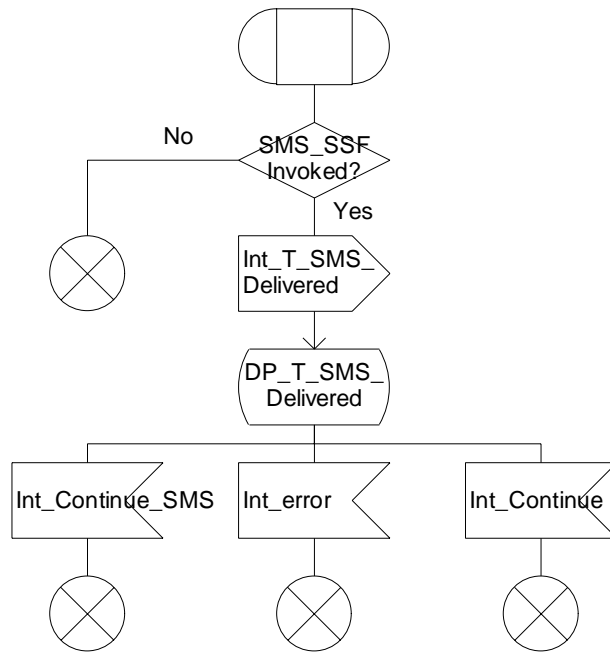 No
SMS_SSF
Invoked?
Yes
Int_T_SMS_
Delivered
DP_T_SMS_
Delivered
Int_Continue_SMS
Int_error
Int_Continue